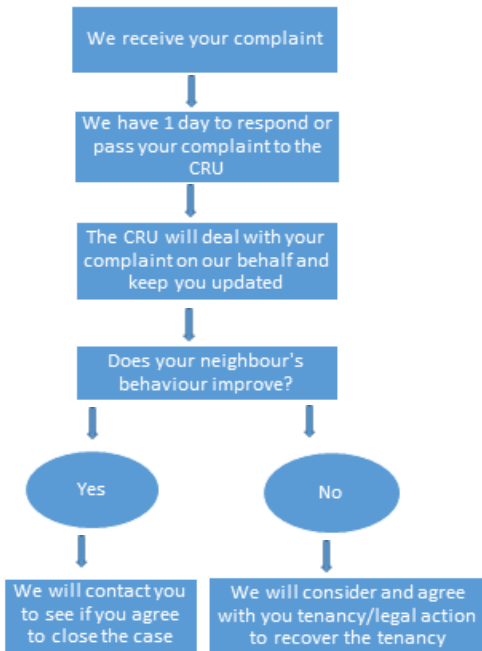 We receive your complaint
We have 1 day to respond or
pass your complaint to the
CRU
The CRU will deal with your
complaint on our behalf and
keep you updated
Does your neighbour's
behaviour improve?
Yes
No
We will contact you
to see if you agree
to close the case
We will consider and agree
with you tenancy/legal action
to recover the tenancy